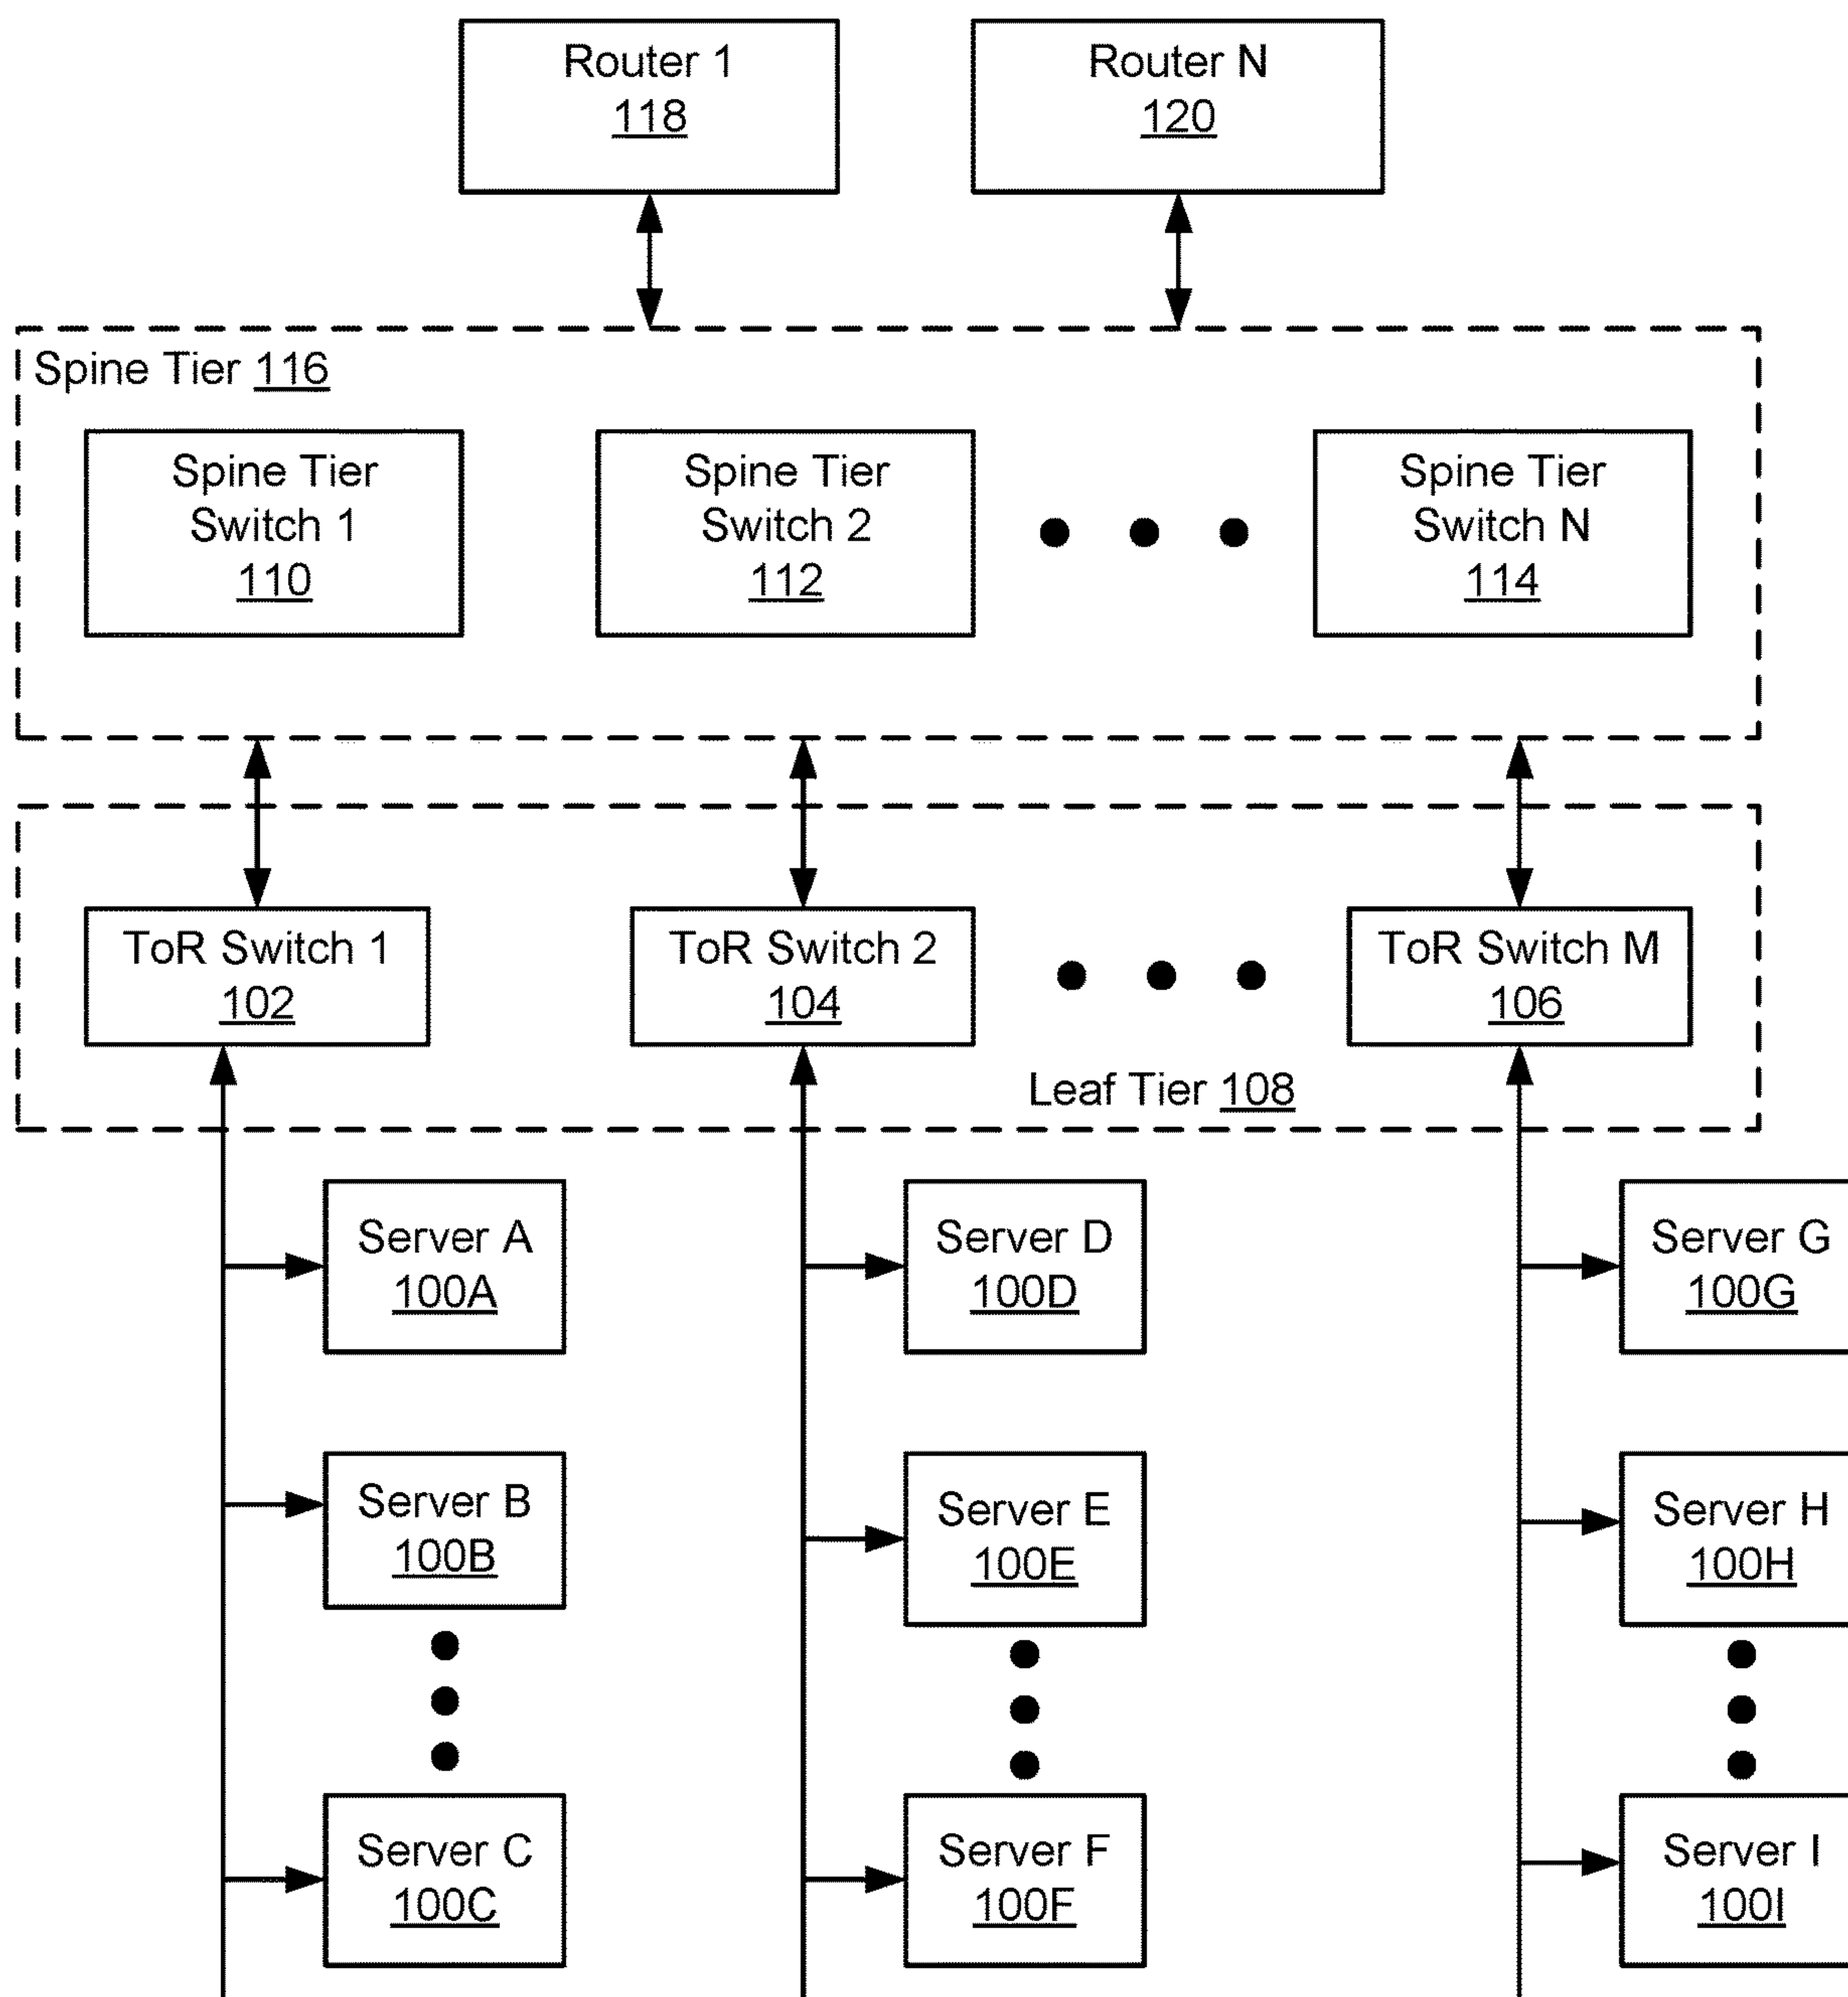 Router 1
118
Router N
120
Spine Tier 116
Spine Tier
Switch 1
110
Spine Tier
Switch 2
112
Spine Tier
Switch N
114
ToR Switch 1
102
ToR Switch 2
104
ToR Switch M
106
Leaf Tier 108
Server A
100A
Server D
100D
Server G
100G
Server B
100B
Server E
100E
Server H
100H
Server C
100C
Server F
100F
Server I
100I